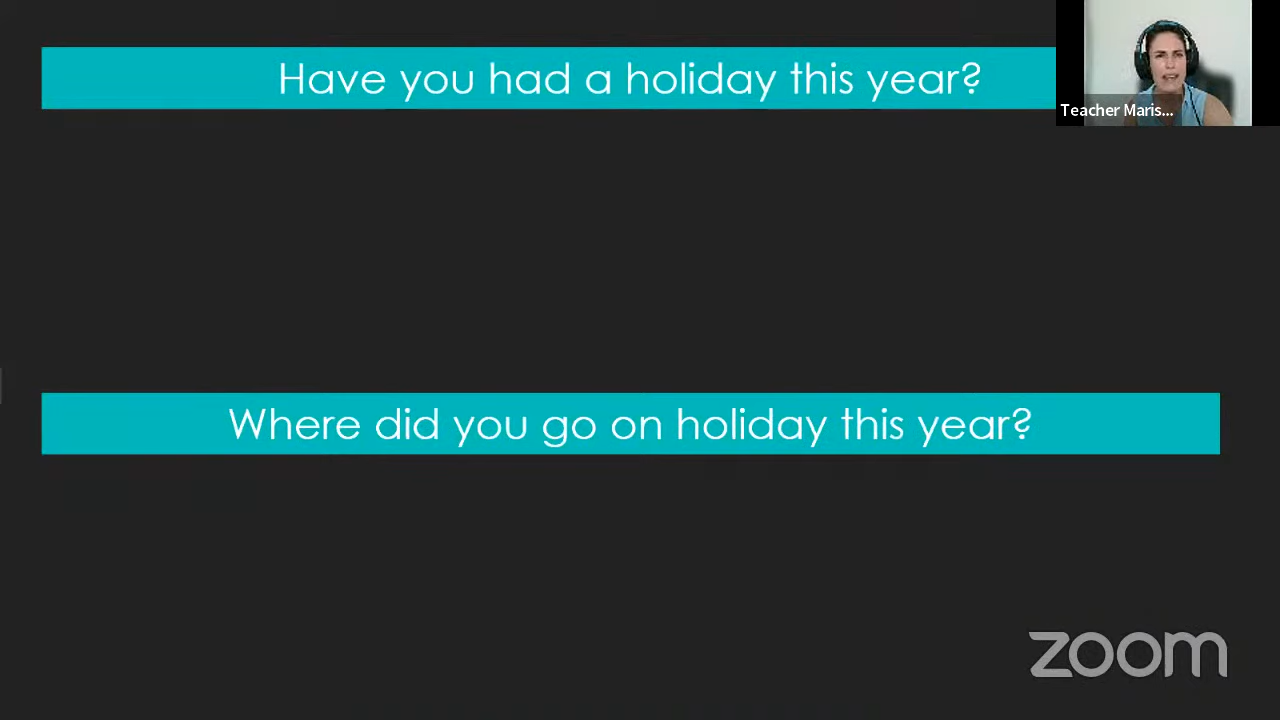 Have you had a holiday this year?
Teacher Maris...
Where did you go on holiday this year?
zoom